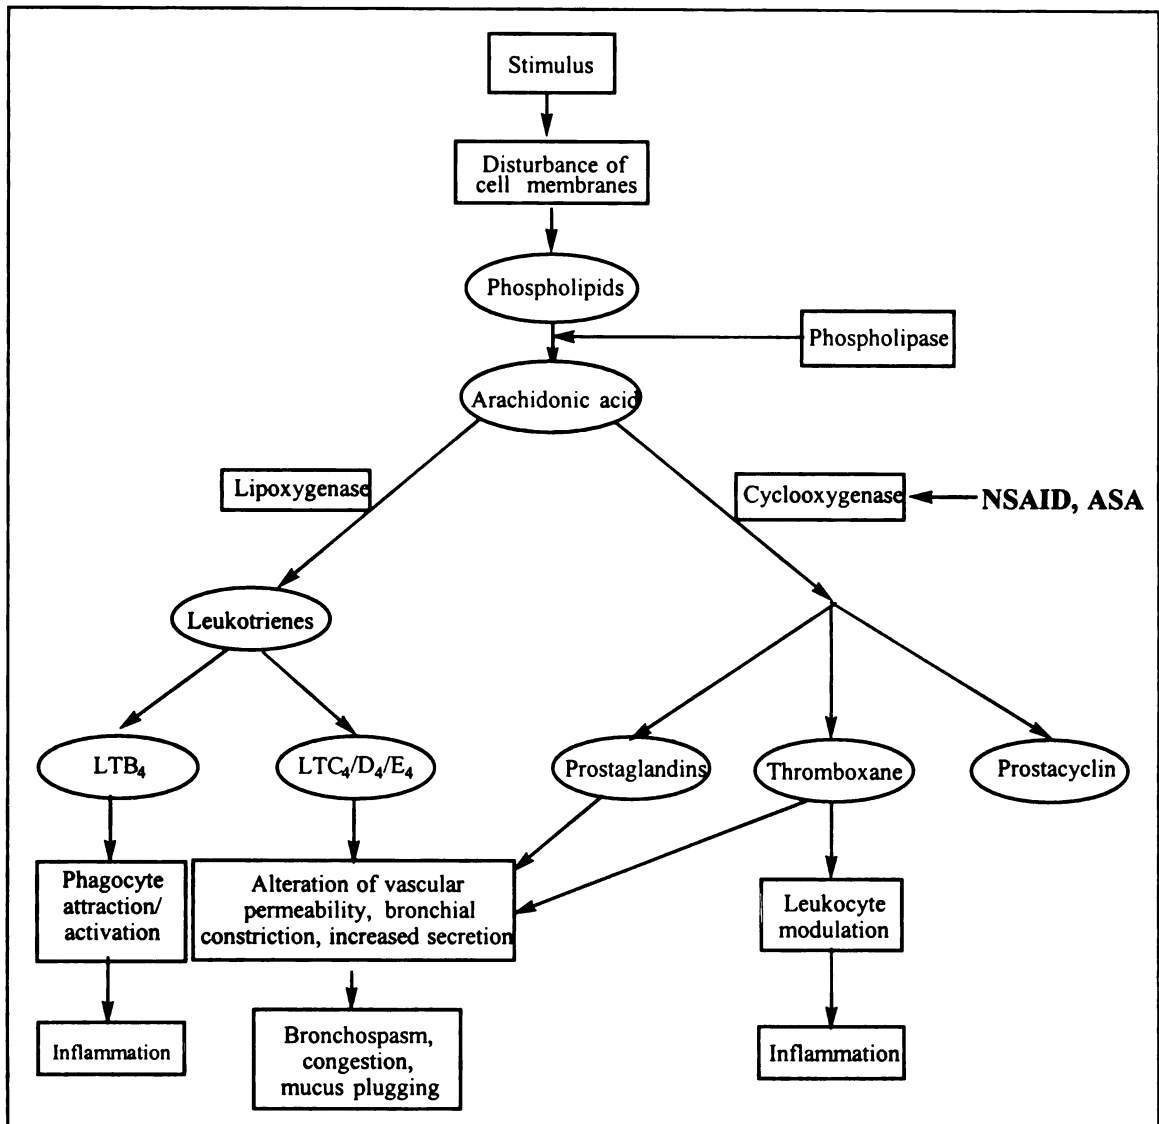 Stimulus
Disturbance of
cell membranes
Phospholipids
Phospholipase
Arachidonic acid
Lipoxygenase
Cyclooxygenase
NSAID, ASA
Leukotrienes
LTB₄
LTC₄/D₄/E₄
Prostaglandins
Thromboxane
Prostacyclin
Phagocyte
attraction/
activation
Alteration of vascular
permeability, bronchial
constriction, increased secretion
Leukocyte
modulation
Inflammation
Bronchospasm,
congestion,
mucus plugging
Inflammation